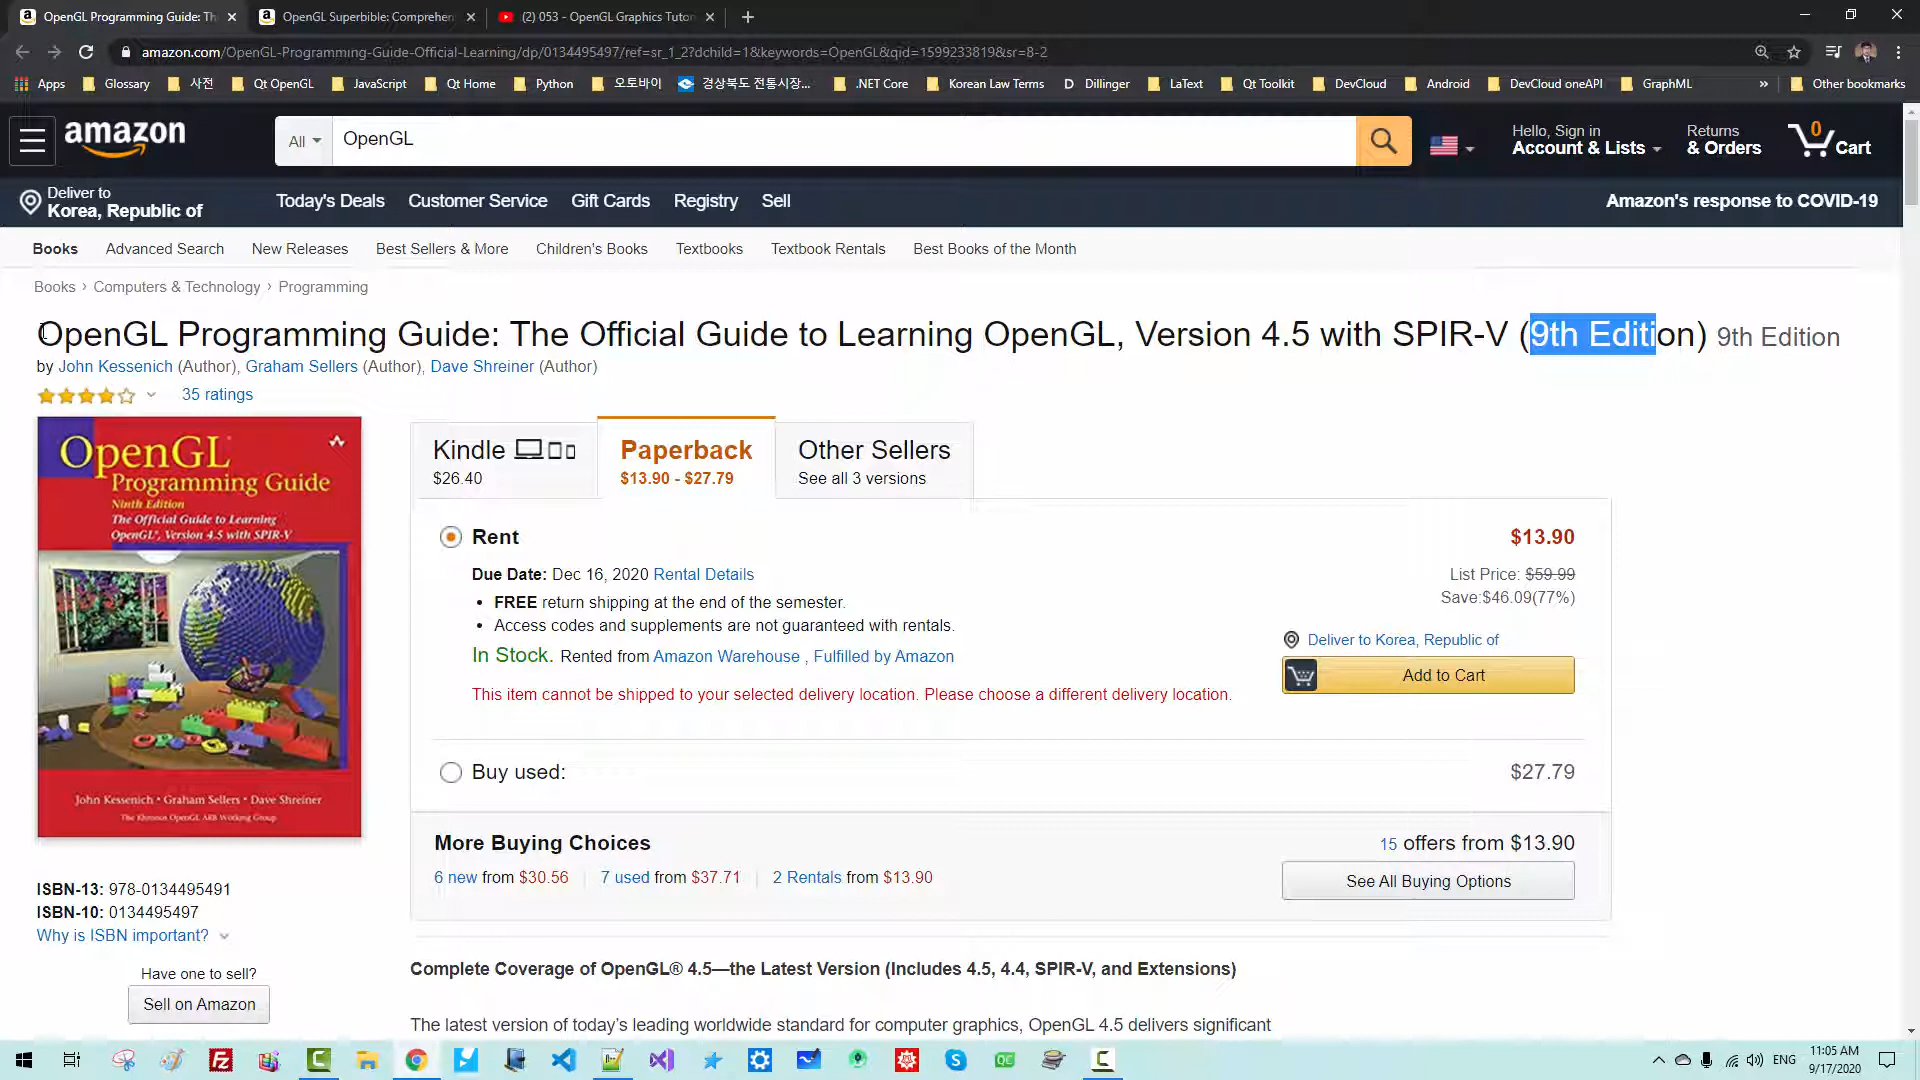 OpenGL Programming Guide: Th
OpenGL Superbible: Comprehen
(2) 053 - OpenGL Graphics Tutor
amazon.com/OpenGL-Programming-Guide-Official-Learning/dp/0134495497/ref=sr_1_2?dchild=1&keywords=OpenGL&qid=1599233819&sr=8-2
Apps Glossary 사전 Qt OpenGL JavaScript Qt Home Python 오토바이 경상북도 전통시장... .NET Core Korean Law Terms D Dillinger LaText Qt Toolkit DevCloud Android DevCloud oneAPI GraphML » Other bookmarks
amazon
All
OpenGL
Hello, Sign in
Account & Lists
Returns
& Orders
0
Cart
Deliver to
Korea, Republic of
Today's Deals Customer Service Gift Cards Registry Sell
Amazon's response to COVID-19
Books Advanced Search New Releases Best Sellers & More Children's Books Textbooks Textbook Rentals Best Books of the Month
Books › Computers & Technology › Programming
OpenGL Programming Guide: The Official Guide to Learning OpenGL, Version 4.5 with SPIR-V (9th Edition) 9th Edition
by John Kessenich (Author), Graham Sellers (Author), Dave Shreiner (Author)
35 ratings
OpenGL
Programming Guide
Ninth Edition
The Official Guide to Learning
OpenGL®, Version 4.5 with SPIR-V
John Kessenich • Graham Sellers • Dave Shreiner
The Khronos OpenGL ARB Working Group
ISBN-13: 978-0134495491
ISBN-10: 0134495497
Why is ISBN important?
Have one to sell?
Sell on Amazon
Kindle
$26.40
Paperback
$13.90 - $27.79
Other Sellers
See all 3 versions
Rent
$13.90
Due Date: Dec 16, 2020 Rental Details
List Price: $59.99
Save:$46.09(77%)
• FREE return shipping at the end of the semester.
• Access codes and supplements are not guaranteed with rentals.
In Stock. Rented from Amazon Warehouse , Fulfilled by Amazon
This item cannot be shipped to your selected delivery location. Please choose a different delivery location.
Deliver to Korea, Republic of
Add to Cart
Buy used:
$27.79
More Buying Choices
6 new from $30.56
7 used from $37.71
2 Rentals from $13.90
15 offers from $13.90
See All Buying Options
Complete Coverage of OpenGL® 4.5—the Latest Version (Includes 4.5, 4.4, SPIR-V, and Extensions)
The latest version of today's leading worldwide standard for computer graphics, OpenGL 4.5 delivers significant
ENG
11:05 AM
9/17/2020